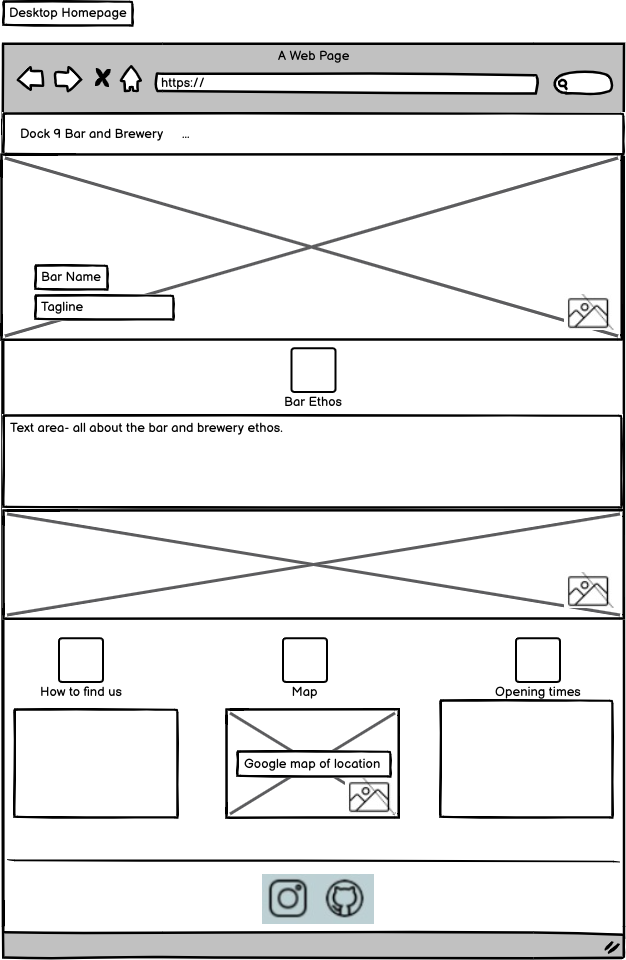 Desktop Homepage
A Web Page
https://
Dock 9 Bar and Brewery ...
Bar Name
Tagline
Bar Ethos
Text area- all about the bar and brewery ethos.
How to find us
Map
Opening times
Google map of location